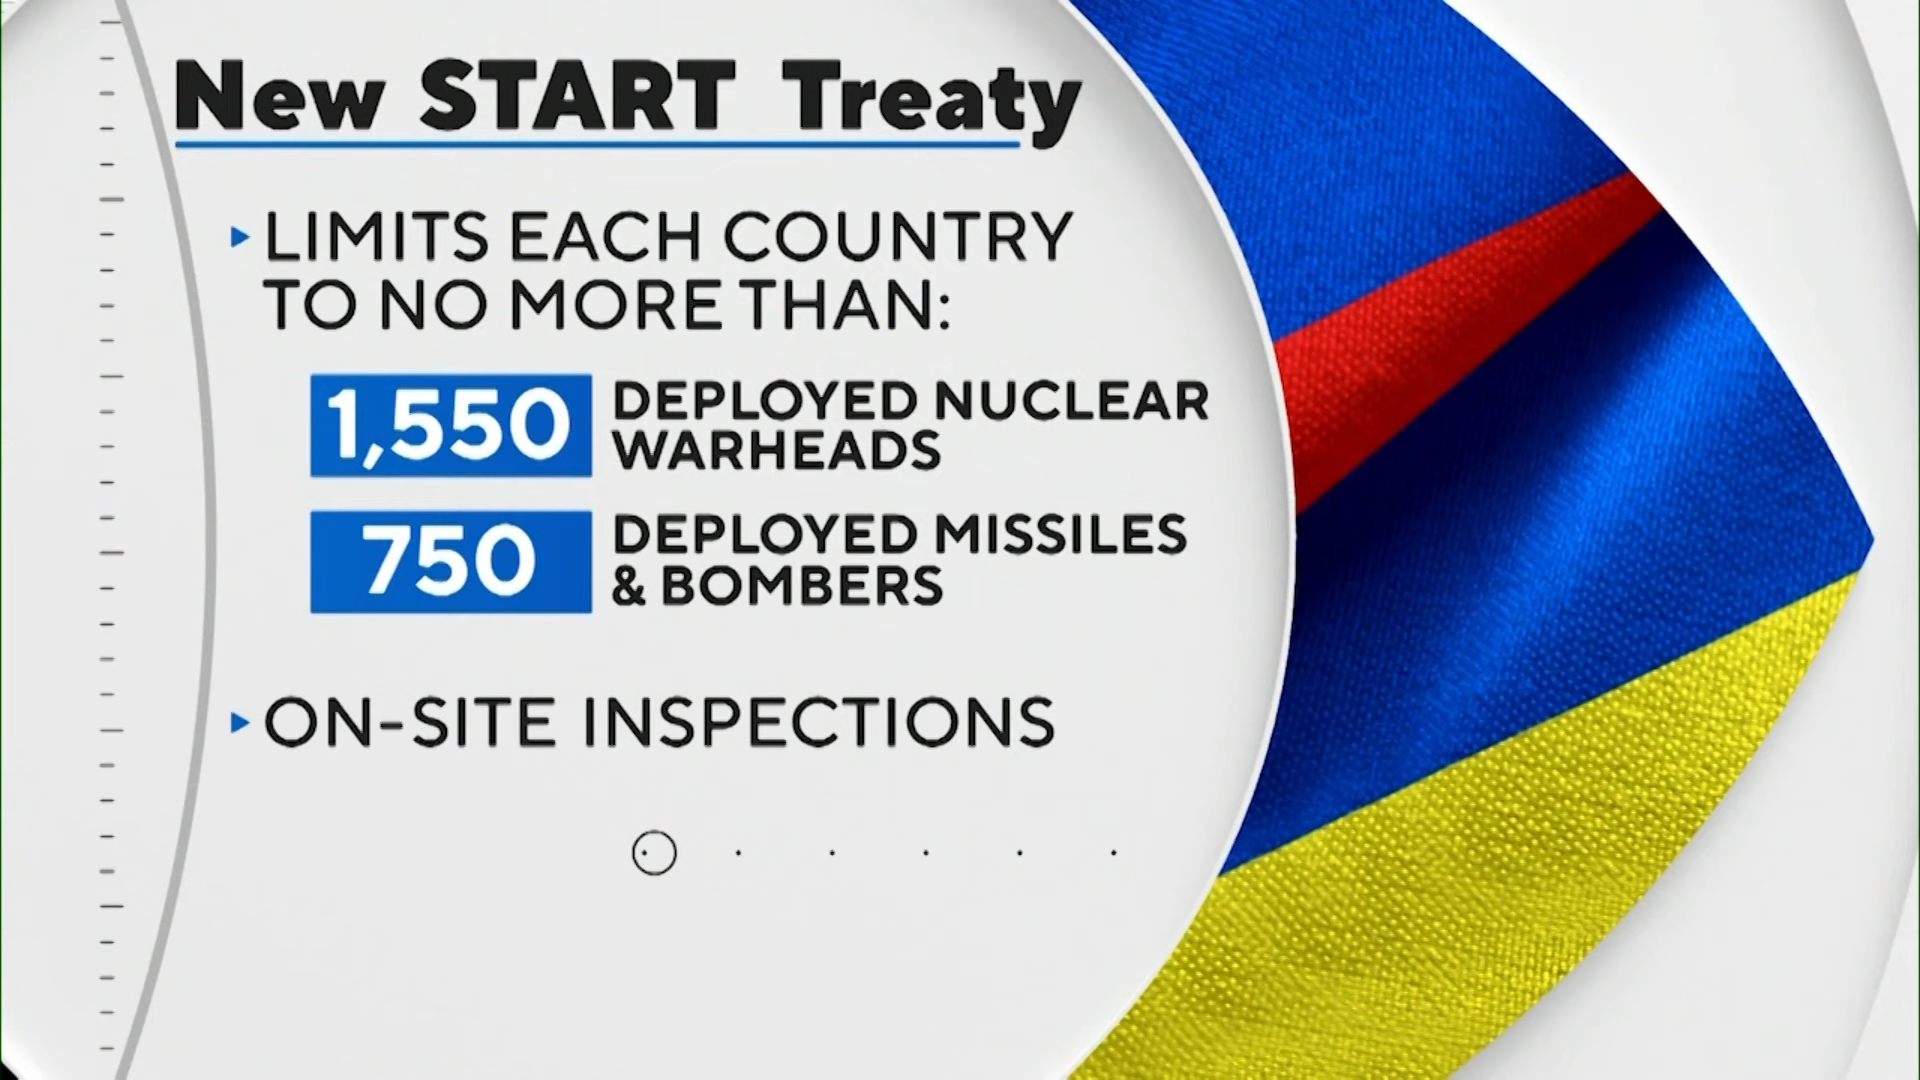 New START Treaty
LIMITS EACH COUNTRY
TO NO MORE THAN:
1,550 DEPLOYED NUCLEAR
WARHEADS
750 DEPLOYED MISSILES
& BOMBERS
ON-SITE INSPECTIONS